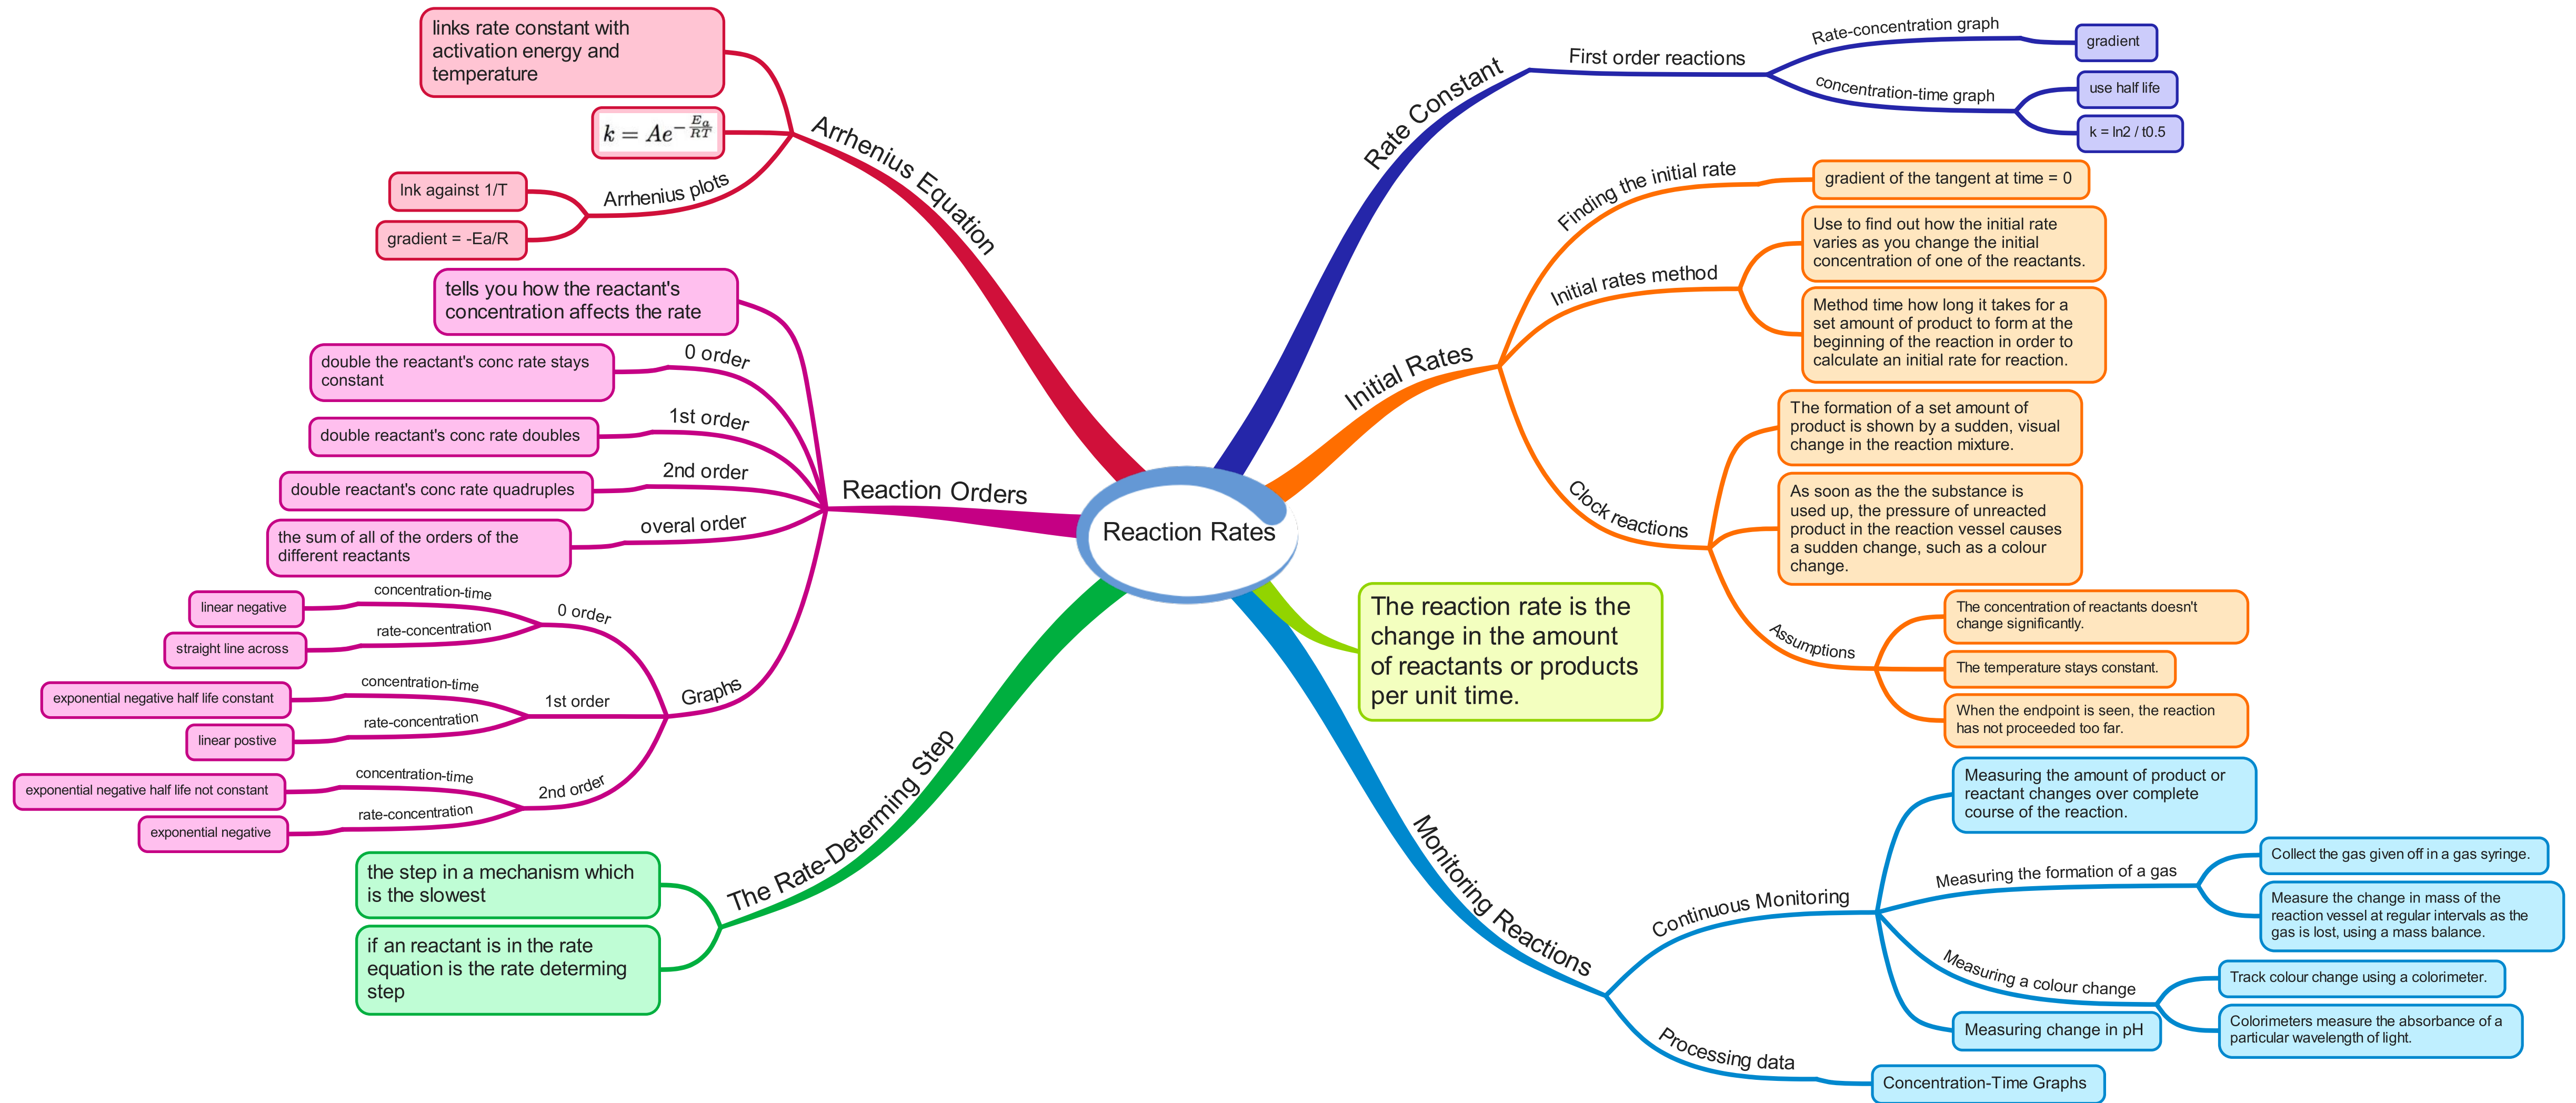 Reaction Rates
Arrhenius Equation
links rate constant with
activation energy and
temperature
k = Ae^{-\frac{E_a}{RT}}
Arrhenius plots
lnk against 1/T
gradient = -Ea/R
Reaction Orders
tells you how the reactant's
concentration affects the rate
0 order
double the reactant's conc rate stays
constant
1st order
double reactant's conc rate doubles
2nd order
double reactant's conc rate quadruples
overal order
the sum of all of the orders of the
different reactants
Graphs
0 order
concentration-time
linear negative
rate-concentration
straight line across
1st order
concentration-time
exponential negative half life constant
rate-concentration
linear postive
2nd order
concentration-time
exponential negative half life not constant
rate-concentration
exponential negative
The Rate-Determing Step
the step in a mechanism which
is the slowest
if an reactant is in the rate
equation is the rate determing
step
Rate Constant
First order reactions
Rate-concentration graph
gradient
concentration-time graph
use half life
k = ln2 / t0.5
Initial Rates
Finding the initial rate
gradient of the tangent at time = 0
Initial rates method
Use to find out how the initial rate
varies as you change the initial
concentration of one of the reactants.
Method time how long it takes for a
set amount of product to form at the
beginning of the reaction in order to
calculate an initial rate for reaction.
Clock reactions
The formation of a set amount of
product is shown by a sudden, visual
change in the reaction mixture.
As soon as the the substance is
used up, the pressure of unreacted
product in the reaction vessel causes
a sudden change, such as a colour
change.
Assumptions
The concentration of reactants doesn't
change significantly.
The temperature stays constant.
When the endpoint is seen, the reaction
has not proceeded too far.
The reaction rate is the
change in the amount
of reactants or products
per unit time.
Monitoring Reactions
Continuous Monitoring
Measuring the amount of product or
reactant changes over complete
course of the reaction.
Measuring the formation of a gas
Collect the gas given off in a gas syringe.
Measure the change in mass of the
reaction vessel at regular intervals as the
gas is lost, using a mass balance.
Measuring a colour change
Track colour change using a colorimeter.
Colorimeters measure the absorbance of a
particular wavelength of light.
Measuring change in pH
Processing data
Concentration-Time Graphs